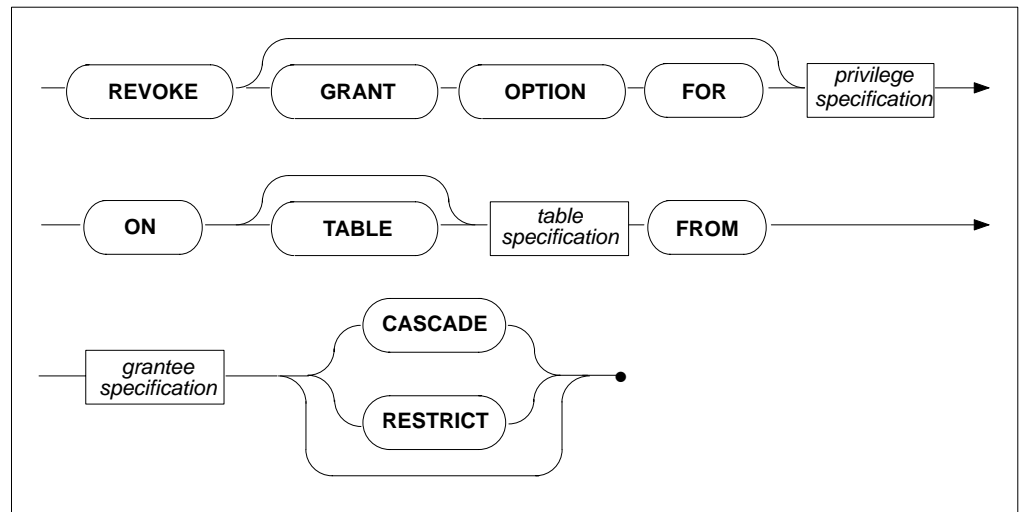 REVOKE GRANT OPTION FOR privilege
specification
ON TABLE table
specification FROM
grantee
specification
CASCADE
RESTRICT